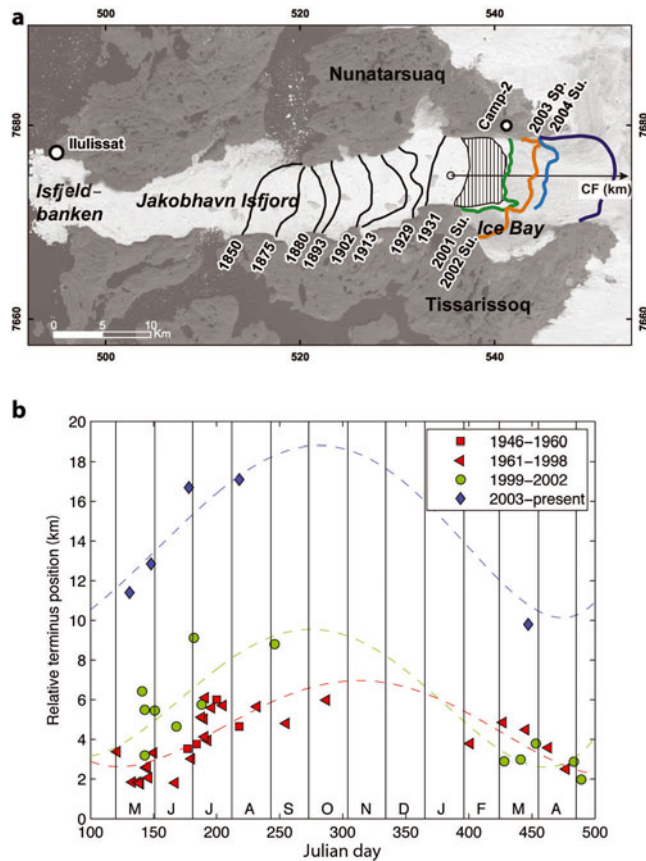 a
500
520
540
Nunatarsuaq
Camp-2
2003 Sp.
2004 Su.
7680
7680
Ilulissat
Isfjeld-
banken
Jakobhavn Isfjord
CF (km)
Ice Bay
1850
1875
1880
1893
1902
1913
1929
1931
2001 Su.
2002 Su.
Tissarissoq
7660
7660
0 5 10
Km
500
520
540
b
20
18
16
14
12
10
8
6
4
2
0
Relative terminus position (km)
1946–1960
1961–1998
1999–2002
2003–present
M J J A S O N D J F M A
100 150 200 250 300 350 400 450 500
Julian day